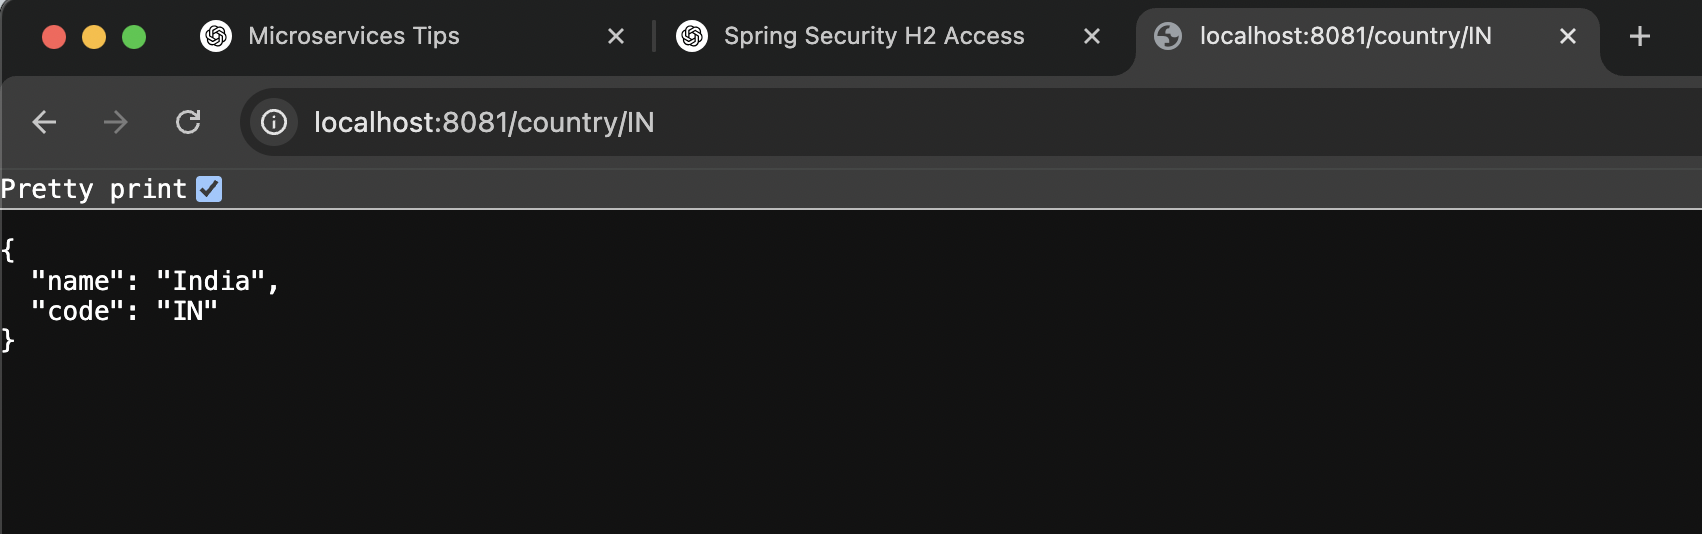 Microservices Tips
Spring Security H2 Access
localhost:8081/country/IN
localhost:8081/country/IN
Pretty print
{
  "name": "India",
  "code": "IN"
}